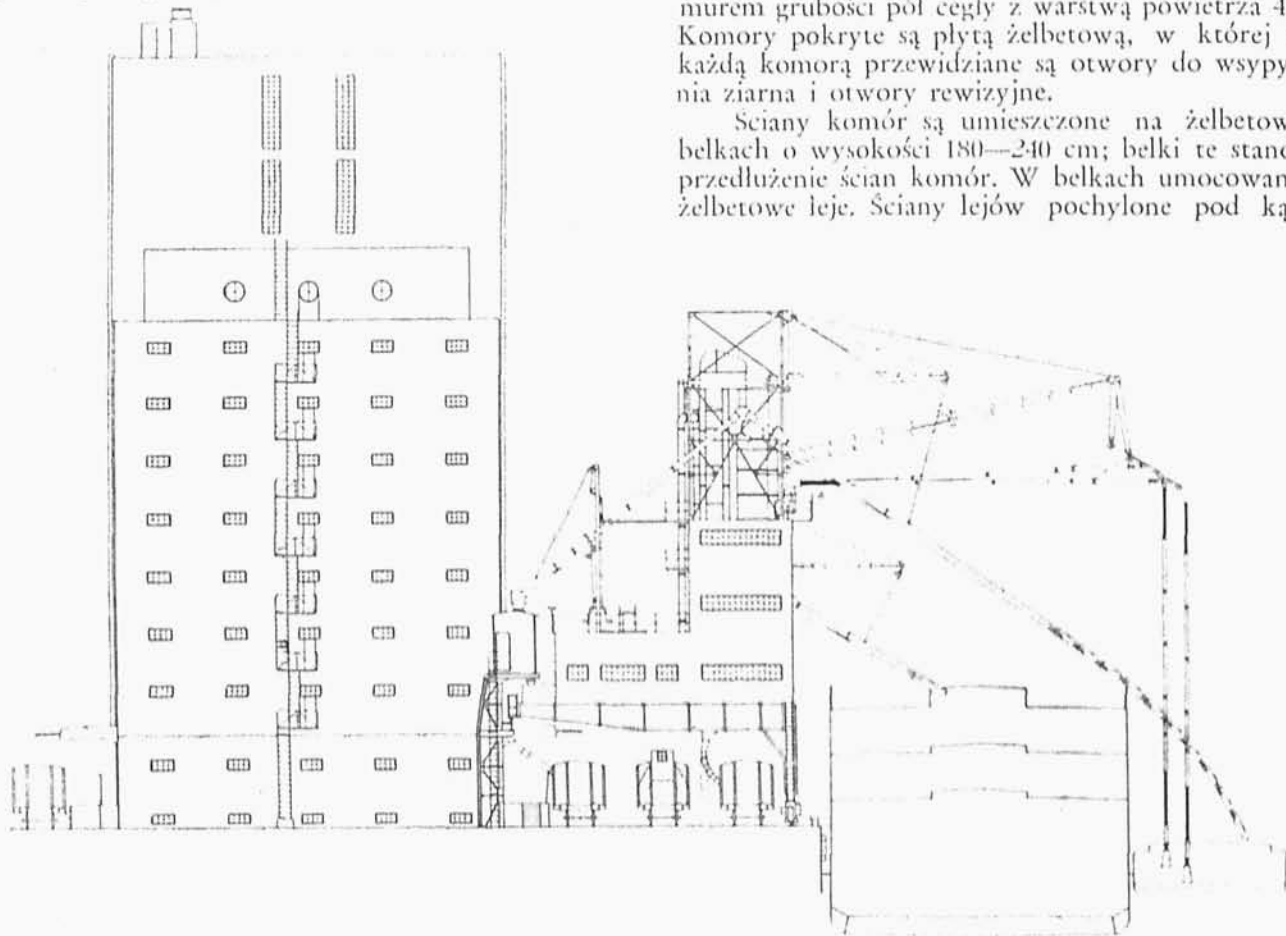 murem grubości pół cegły z warstwą powietrza 4
Komory pokryte są płytą żelbetową, w której
każdą komorą przewidziane są otwory do wsypy
nia ziarna i otwory rewizyjne.
Ściany komór są umieszczone na żelbetow
belkach o wysokości 180—240 cm; belki te stano
przedłużenie ścian komór. W belkach umocowan
żelbetowe leje. Ściany lejów pochylone pod ką